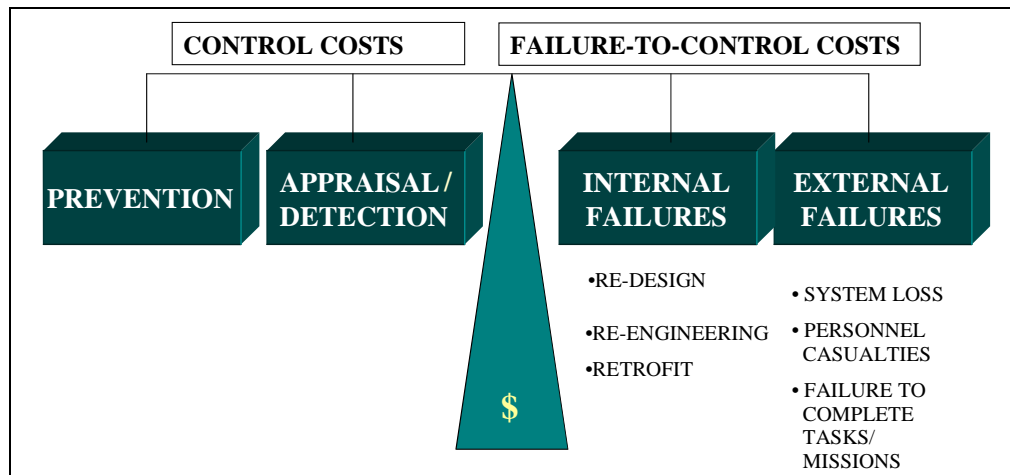 CONTROL COSTS
FAILURE-TO-CONTROL COSTS
PREVENTION
APPRAISAL /
DETECTION
INTERNAL
FAILURES
EXTERNAL
FAILURES
•RE-DESIGN
•RE-ENGINEERING
•RETROFIT
• SYSTEM LOSS
• PERSONNEL
CASUALTIES
• FAILURE TO
COMPLETE
TASKS/
MISSIONS
$